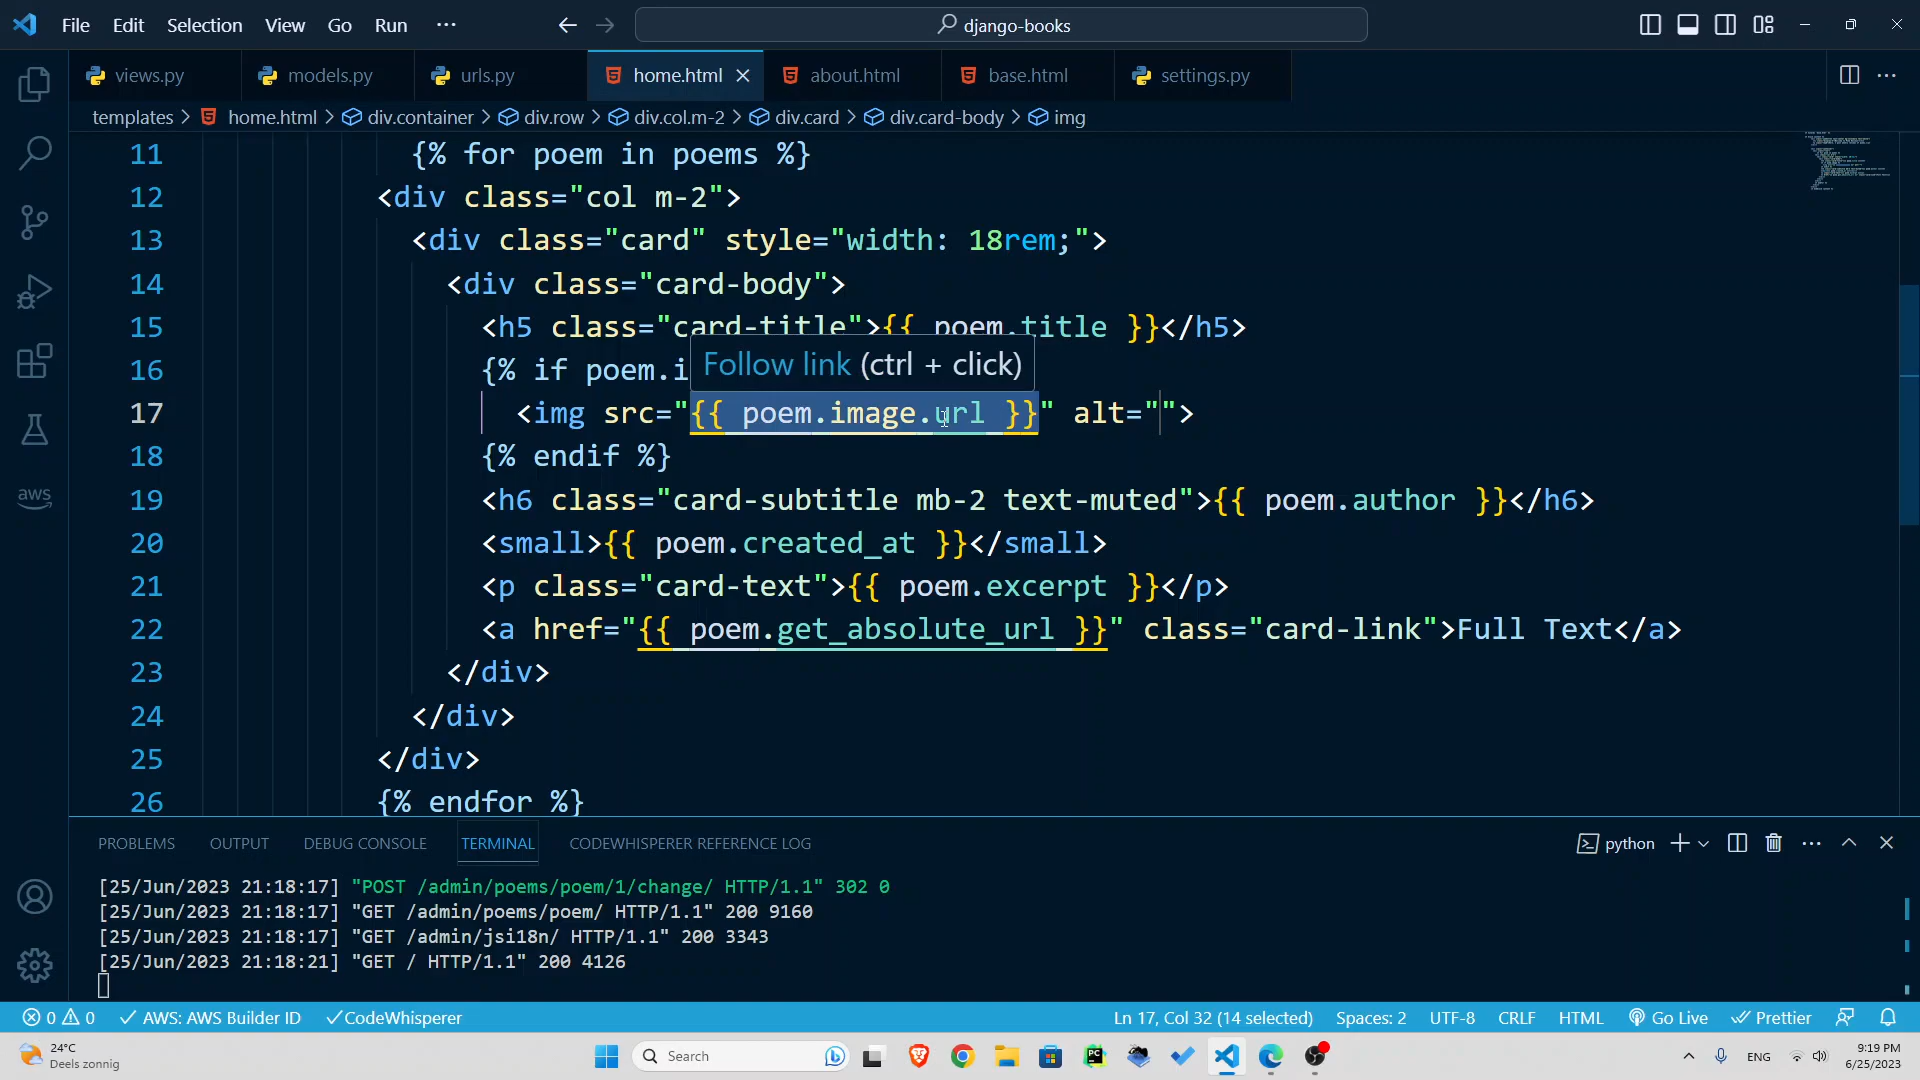 File Edit Selection View Go Run ··· django-books
views.py models.py urls.py home.html about.html base.html settings.py
templates > home.html > div.container > div.row > div.col.m-2 > div.card > div.card-body > img
11 {% for poem in poems %}
12 <div class="col m-2">
13 <div class="card" style="width: 18rem;">
14 <div class="card-body">
15 <h5 class="card-title">{{ poem.title }}</h5>
16 {% if poem.i
Follow link (ctrl + click)
17 <img src="{{ poem.image.url }}" alt="">
18 {% endif %}
19 <h6 class="card-subtitle mb-2 text-muted">{{ poem.author }}</h6>
20 <small>{{ poem.created_at }}</small>
21 <p class="card-text">{{ poem.excerpt }}</p>
22 <a href="{{ poem.get_absolute_url }}" class="card-link">Full Text</a>
23 </div>
24 </div>
25 </div>
26 {% endfor %}
PROBLEMS OUTPUT DEBUG CONSOLE TERMINAL CODEWHISPERER REFERENCE LOG python
[25/Jun/2023 21:18:17] "POST /admin/poems/poem/1/change/ HTTP/1.1" 302 0
[25/Jun/2023 21:18:17] "GET /admin/poems/poem/ HTTP/1.1" 200 9160
[25/Jun/2023 21:18:17] "GET /admin/jsi18n/ HTTP/1.1" 200 3343
[25/Jun/2023 21:18:21] "GET / HTTP/1.1" 200 4126
aws
0 0 AWS: AWS Builder ID CodeWhisperer Ln 17, Col 32 (14 selected) Spaces: 2 UTF-8 CRLF HTML Go Live Prettier
24°C
Deels zonnig
Search
PC
ENG
9:19 PM
6/25/2023